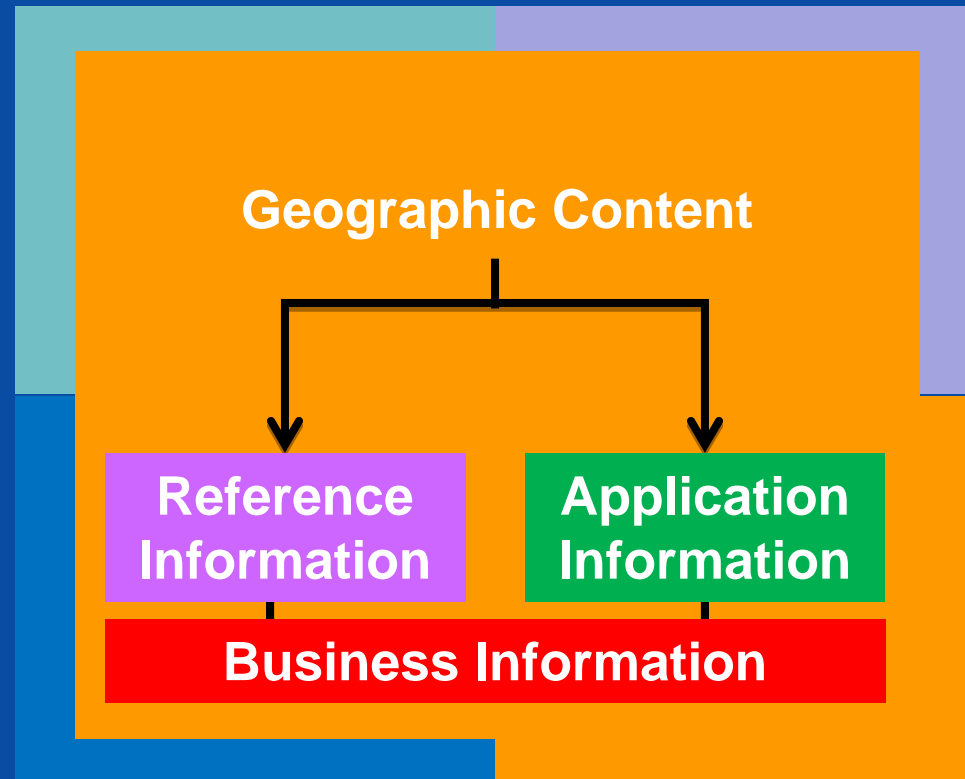 Geographic Content
Reference
Information
Application
Information
Business Information